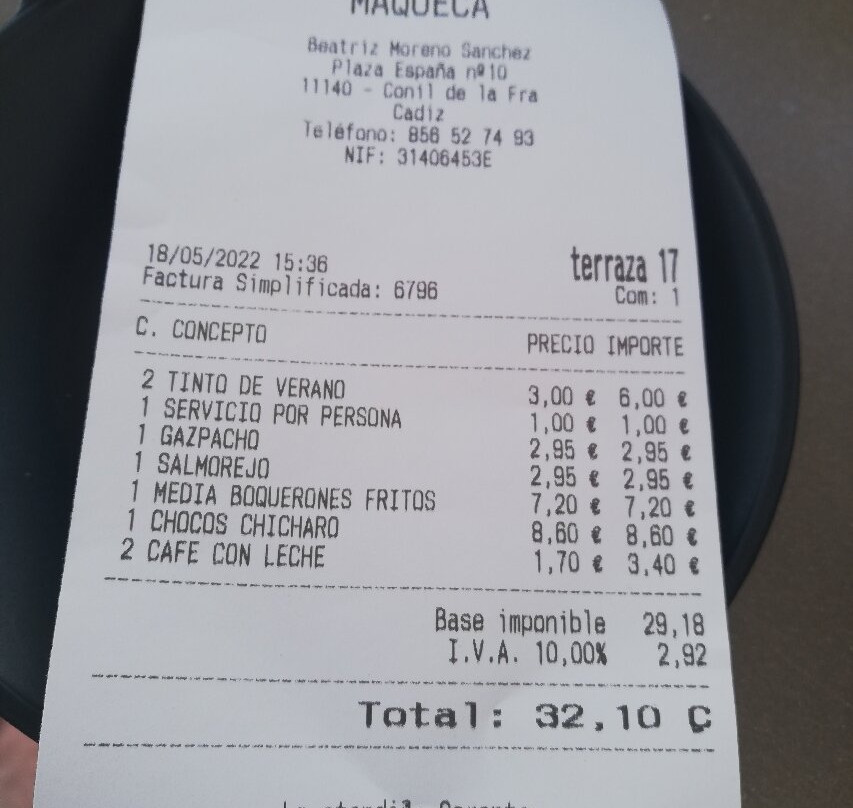 MAQUECA
Beatriz Moreno Sanchez
Plaza España nº10
11140 - Conil de la Fra
Cadiz
Teléfono: 856 52 74 93
NIF: 31406453E
18/05/2022 15:36 terraza 17
Factura Simplificada: 6796 Com: 1
C. CONCEPTO PRECIO IMPORTE
2 TINTO DE VERANO 3,00 € 6,00 €
1 SERVICIO POR PERSONA 1,00 € 1,00 €
1 GAZPACHO 2,95 € 2,95 €
1 SALMOREJO 2,95 € 2,95 €
1 MEDIA BOQUERONES FRITOS 7,20 € 7,20 €
1 CHOCOS CHICHARO 8,60 € 8,60 €
2 CAFE CON LECHE 1,70 € 3,40 €
Base imponible 29,18
I.V.A. 10,00% 2,92
Total: 32,10 Ç